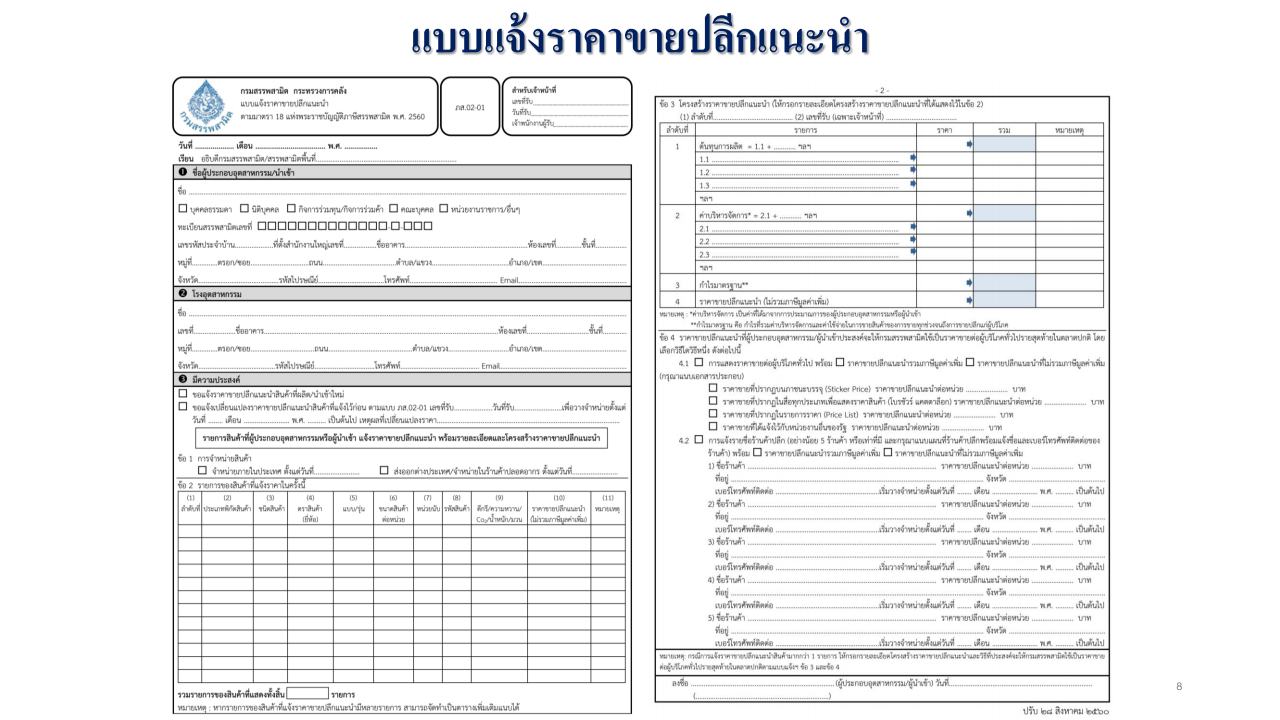 แบบแจ้งราคาขายปลีกแนะนำ
กรมสรรพสามิต
กรมสรรพสามิต กระทรวงการคลัง
แบบแจ้งราคาขายปลีกแนะนำ
ตามมาตรา 18 แห่งพระราชบัญญัติภาษีสรรพสามิต พ.ศ. 2560
ภส.02-01
สำหรับเจ้าหน้าที่
เลขที่รับ
วันที่รับ
เจ้าพนักงานผู้รับ
วันที่ .................. เดือน ............................... พ.ศ. ..............
เรียน อธิบดีกรมสรรพสามิต/สรรพสามิตพื้นที่..........................................................
❶ ชื่อผู้ประกอบอุตสาหกรรม/นำเข้า
ชื่อ ..........................................................
☐ บุคคลธรรมดา ☐ นิติบุคคล ☐ กิจการร่วมทุน/กิจการร่วมค้า ☐ คณะบุคคล ☐ หน่วยงานราชการ/อื่นๆ
ทะเบียนสรรพสามิตเลขที่ ☐☐☐☐☐☐☐☐☐☐☐☐☐-☐-☐☐☐
เลขรหัสประจำบ้าน...............ที่ตั้งสำนักงานใหญ่เลขที่............ชื่ออาคาร..............................ห้องเลขที่..........ชั้นที่............
หมู่ที่..........ตรอก/ซอย......................ถนน..............................ตำบล/แขวง..................อำเภอ/เขต......................
จังหวัด..............................รหัสไปรษณีย์......................โทรศัพท์.............................. Email..............................
❷ โรงอุตสาหกรรม
ชื่อ ..........................................................
เลขที่............ชื่ออาคาร..............................ห้องเลขที่....................ชั้นที่..........
หมู่ที่..........ตรอก/ซอย......................ถนน..............................ตำบล/แขวง..................อำเภอ/เขต......................
จังหวัด..............................รหัสไปรษณีย์......................โทรศัพท์.............................. Email..............................
❸ มีความประสงค์
☐ ขอแจ้งราคาขายปลีกแนะนำสินค้าที่ผลิต/นำเข้าใหม่
☐ ขอแจ้งเปลี่ยนแปลงราคาขายปลีกแนะนำสินค้าที่แจ้งไว้ก่อน ตามแบบ ภส.02-01 เลขที่รับ...............วันที่รับ..................เพื่อวางจำหน่ายตั้งแต่
วันที่ ....... เดือน .......................... พ.ศ. .......... เป็นต้นไป เหตุผลที่เปลี่ยนแปลงราคา..............................
รายการสินค้าที่ผู้ประกอบอุตสาหกรรมหรือผู้นำเข้า แจ้งราคาขายปลีกแนะนำ พร้อมรายละเอียดและโครงสร้างราคาขายปลีกแนะนำ
ข้อ 1 การจำหน่ายสินค้า
☐ จำหน่ายภายในประเทศ ตั้งแต่วันที่.................. ☐ ส่งออกต่างประเทศ/จำหน่ายในร้านค้าปลอดอากร ตั้งแต่วันที่..................
ข้อ 2 รายการของสินค้าที่แจ้งราคาในครั้งนี้
(1) (2) (3) (4) (5) (6) (7) (8) (9) (10) (11)
ลำดับที่ ประเภทพิกัดสินค้า ชนิดสินค้า ตราสินค้า แบบ/รุ่น ขนาดสินค้า หน่วยนับ รหัสสินค้า ดีกรี/ความหวาน/ ราคาขายปลีกแนะนำ หมายเหตุ
(ยี่ห้อ) ต่อหน่วย Co₂/น้ำหนัก/มวน (ไม่รวมภาษีมูลค่าเพิ่ม)
รวมรายการของสินค้าที่แสดงทั้งสิ้น รายการ
หมายเหตุ : หากรายการของสินค้าที่แจ้งราคาขายปลีกแนะนำมีหลายรายการ สามารถจัดทำเป็นตารางเพิ่มเติมแนบได้
- 2 -
ข้อ 3 โครงสร้างราคาขายปลีกแนะนำ (ให้กรอกรายละเอียดโครงสร้างราคาขายปลีกแนะนำที่ได้แสดงไว้ในข้อ 2)
(1) ลำดับที่.............................. (2) เลขที่รับ (เฉพาะเจ้าหน้าที่) ..............................
ลำดับที่ รายการ ราคา รวม หมายเหตุ
1 ต้นทุนการผลิต = 1.1 + .......... ฯลฯ
1.1 ..........................................................
1.2 ..........................................................
1.3 ..........................................................
ฯลฯ
2 ค่าบริหารจัดการ* = 2.1 + .......... ฯลฯ
2.1 ..........................................................
2.2 ..........................................................
2.3 ..........................................................
ฯลฯ
3 กำไรมาตรฐาน**
4 ราคาขายปลีกแนะนำ (ไม่รวมภาษีมูลค่าเพิ่ม)
หมายเหตุ : *ค่าบริหารจัดการ เป็นค่าที่ได้มาจากการประมาณการของผู้ประกอบอุตสาหกรรมหรือผู้นำเข้า
**กำไรมาตรฐาน คือ กำไรที่รวมค่าบริหารจัดการและค่าใช้จ่ายในการขายสินค้าของการขายทุกช่วงจนถึงการขายปลีกแก่ผู้บริโภค
ข้อ 4 ราคาขายปลีกแนะนำที่ผู้ประกอบอุตสาหกรรม/ผู้นำเข้าประสงค์จะให้กรมสรรพสามิตใช้เป็นราคาขายต่อผู้บริโภคทั่วไปรายสุดท้ายในตลาดปกติ โดย
เลือกวิธีใดวิธีหนึ่ง ดังต่อไปนี้
4.1 ☐ การแสดงราคาขายต่อผู้บริโภคทั่วไป พร้อม ☐ ราคาขายปลีกแนะนำรวมภาษีมูลค่าเพิ่ม ☐ ราคาขายปลีกแนะนำที่ไม่รวมภาษีมูลค่าเพิ่ม
(กรุณาแนบเอกสารประกอบ)
☐ ราคาขายที่ปรากฏบนภาชนะบรรจุ (Sticker Price) ราคาขายปลีกแนะนำต่อหน่วย .................. บาท
☐ ราคาขายที่ปรากฏในสื่อทุกประเภทเพื่อแสดงราคาสินค้า (โบรชัวร์ แคตตาล็อก) ราคาขายปลีกแนะนำต่อหน่วย .................. บาท
☐ ราคาขายที่ปรากฏในรายการราคา (Price List) ราคาขายปลีกแนะนำต่อหน่วย .................. บาท
☐ ราคาขายที่ได้แจ้งไว้กับหน่วยงานอื่นของรัฐ ราคาขายปลีกแนะนำต่อหน่วย .................. บาท
4.2 ☐ การแจ้งรายชื่อร้านค้าปลีก (อย่างน้อย 5 ร้านค้า หรือเท่าที่มี และกรุณาแนบแผนที่ร้านค้าปลีกพร้อมแจ้งชื่อและเบอร์โทรศัพท์ติดต่อของ
ร้านค้า) พร้อม ☐ ราคาขายปลีกแนะนำรวมภาษีมูลค่าเพิ่ม ☐ ราคาขายปลีกแนะนำที่ไม่รวมภาษีมูลค่าเพิ่ม
1) ชื่อร้านค้า .............................. ราคาขายปลีกแนะนำต่อหน่วย .................. บาท
ที่อยู่ .......................................................... จังหวัด ..............................
เบอร์โทรศัพท์ติดต่อ ..............................เริ่มวางจำหน่ายตั้งแต่วันที่ ....... เดือน .......... พ.ศ. ......... เป็นต้นไป
2) ชื่อร้านค้า .............................. ราคาขายปลีกแนะนำต่อหน่วย .................. บาท
ที่อยู่ .......................................................... จังหวัด ..............................
เบอร์โทรศัพท์ติดต่อ ..............................เริ่มวางจำหน่ายตั้งแต่วันที่ ....... เดือน .......... พ.ศ. ......... เป็นต้นไป
3) ชื่อร้านค้า .............................. ราคาขายปลีกแนะนำต่อหน่วย .................. บาท
ที่อยู่ .......................................................... จังหวัด ..............................
เบอร์โทรศัพท์ติดต่อ ..............................เริ่มวางจำหน่ายตั้งแต่วันที่ ....... เดือน .......... พ.ศ. ......... เป็นต้นไป
4) ชื่อร้านค้า .............................. ราคาขายปลีกแนะนำต่อหน่วย .................. บาท
ที่อยู่ .......................................................... จังหวัด ..............................
เบอร์โทรศัพท์ติดต่อ ..............................เริ่มวางจำหน่ายตั้งแต่วันที่ ....... เดือน .......... พ.ศ. ......... เป็นต้นไป
5) ชื่อร้านค้า .............................. ราคาขายปลีกแนะนำต่อหน่วย .................. บาท
ที่อยู่ .......................................................... จังหวัด ..............................
เบอร์โทรศัพท์ติดต่อ ..............................เริ่มวางจำหน่ายตั้งแต่วันที่ ....... เดือน .......... พ.ศ. ......... เป็นต้นไป
หมายเหตุ: กรณีการแจ้งราคาขายปลีกแนะนำสินค้ามากกว่า 1 รายการ ให้กรอกรายละเอียดโครงสร้างราคาขายปลีกแนะนำและวิธีที่ประสงค์จะให้กรมสรรพสามิตใช้เป็นราคาขาย
ต่อผู้บริโภคทั่วไปรายสุดท้ายในตลาดปกติตามแบบแจ้งฯ ข้อ 3 และข้อ 4
ลงชื่อ ..........................................................(ผู้ประกอบอุตสาหกรรม/ผู้นำเข้า) วันที่..............................
(..........................................................)
ปรับ ๒๘ สิงหาคม ๒๕๖๐
8